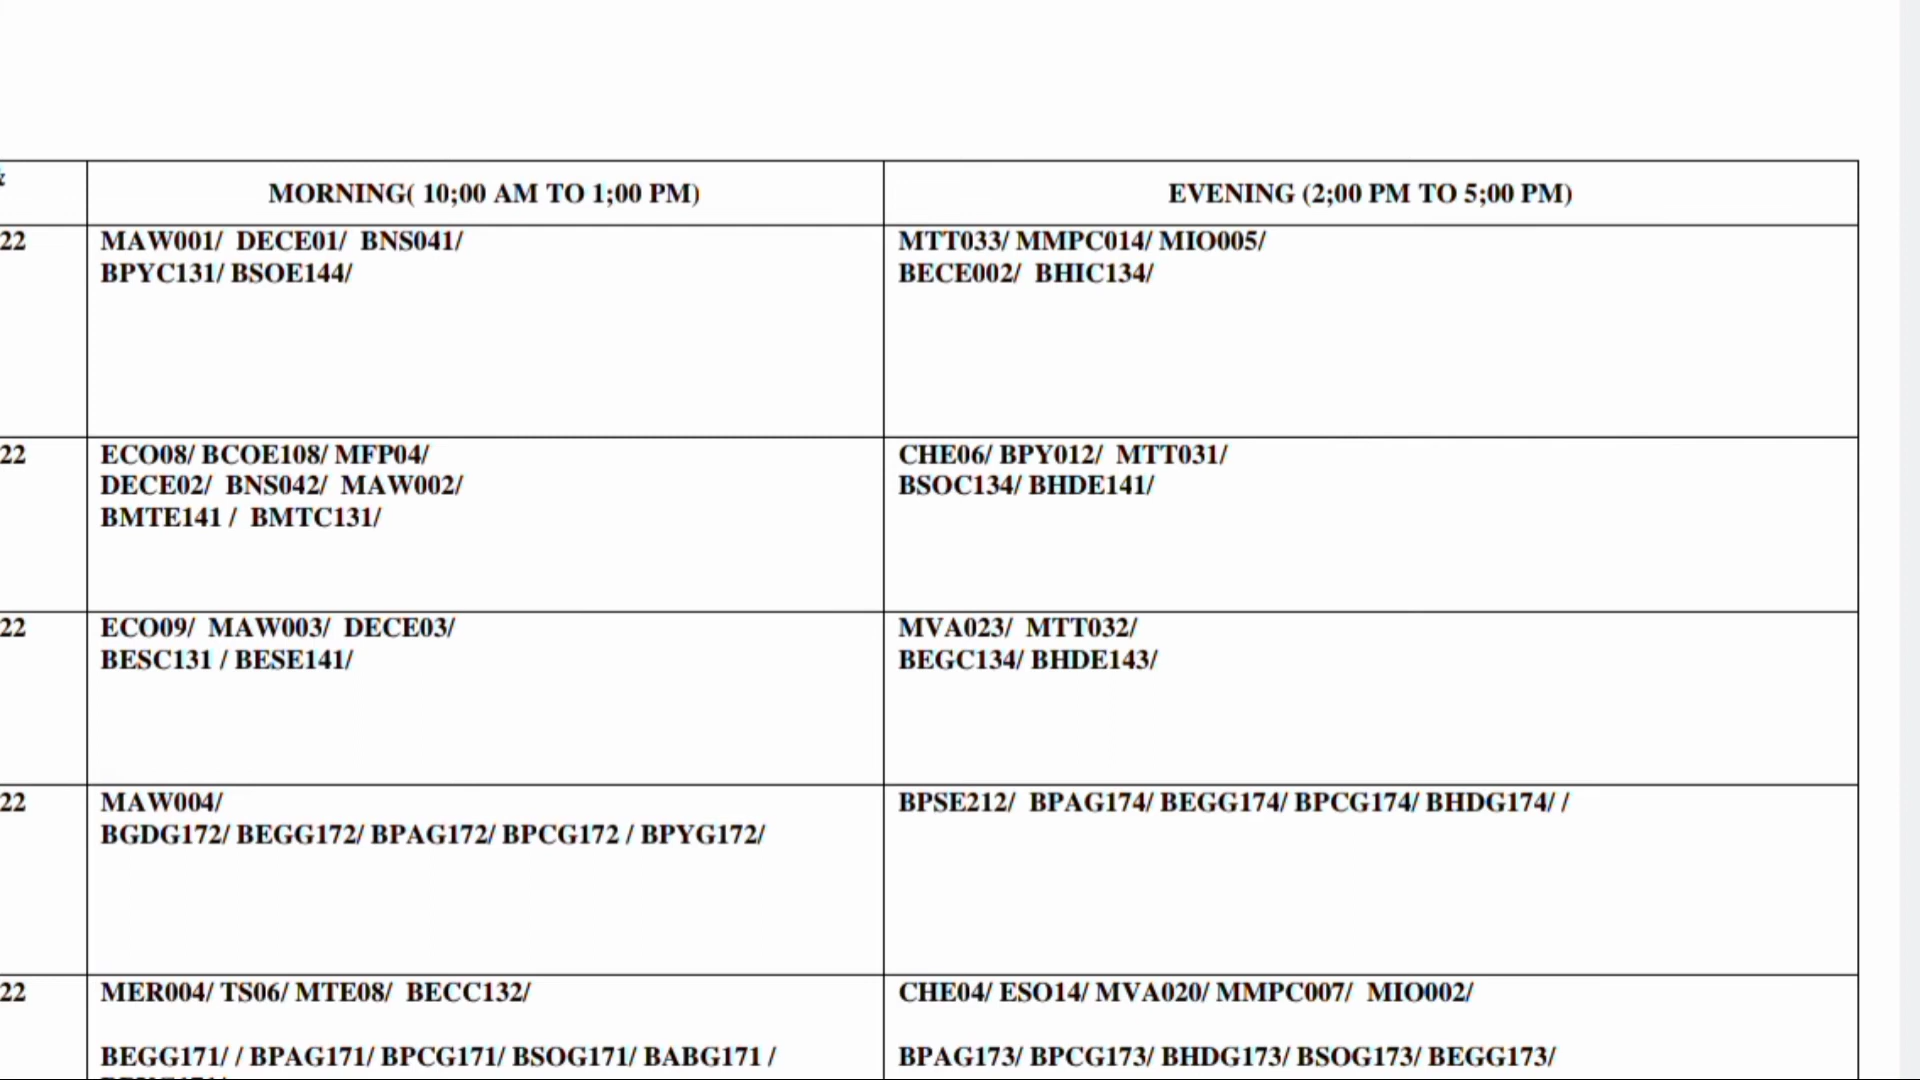 MORNING( 10;00 AM TO 1;00 PM) EVENING (2;00 PM TO 5;00 PM)
22 MAW001/ DECE01/ BNS041/ MTT033/ MMPC014/ MIO005/
BPYC131/ BSOE144/ BECE002/ BHIC134/
22 ECO08/ BCOE108/ MFP04/ CHE06/ BPY012/ MTT031/
DECE02/ BNS042/ MAW002/ BSOC134/ BHDE141/
BMTE141 / BMTC131/
22 ECO09/ MAW003/ DECE03/ MVA023/ MTT032/
BESC131 / BESE141/ BEGC134/ BHDE143/
22 MAW004/ BPSE212/ BPAG174/ BEGG174/ BPCG174/ BHDG174/ /
BGDG172/ BEGG172/ BPAG172/ BPCG172 / BPYG172/
22 MER004/ TS06/ MTE08/ BECC132/ CHE04/ ESO14/ MVA020/ MMPC007/ MIO002/
BEGG171/ / BPAG171/ BPCG171/ BSOG171/ BABG171 / BPAG173/ BPCG173/ BHDG173/ BSOG173/ BEGG173/